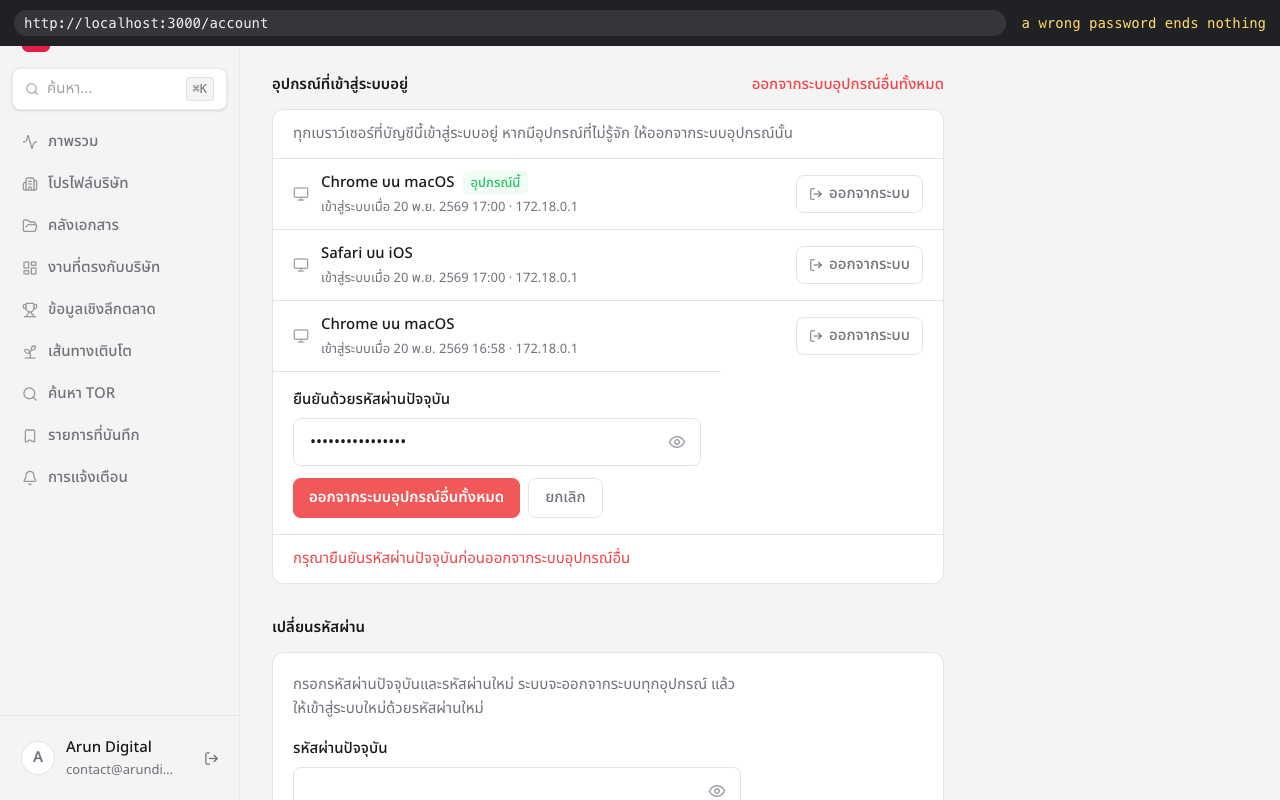 http://localhost:3000/account
a wrong password ends nothing
ค้นหา...
⌘K
ภาพรวม
โปรไฟล์บริษัท
คลังเอกสาร
งานที่ตรงกับบริษัท
ข้อมูลเชิงลึกตลาด
เส้นทางเติบโต
ค้นหา TOR
รายการที่บันทึก
การแจ้งเตือน
A
Arun Digital
contact@arundi...
อุปกรณ์ที่เข้าสู่ระบบอยู่
ออกจากระบบอุปกรณ์อื่นทั้งหมด
ทุกเบราว์เซอร์ที่บัญชีนี้เข้าสู่ระบบอยู่ หากมีอุปกรณ์ที่ไม่รู้จัก ให้ออกจากระบบอุปกรณ์นั้น
Chrome บน macOS
อุปกรณ์นี้
เข้าสู่ระบบเมื่อ 20 พ.ย. 2569 17:00 · 172.18.0.1
ออกจากระบบ
Safari บน iOS
เข้าสู่ระบบเมื่อ 20 พ.ย. 2569 17:00 · 172.18.0.1
ออกจากระบบ
Chrome บน macOS
เข้าสู่ระบบเมื่อ 20 พ.ย. 2569 16:58 · 172.18.0.1
ออกจากระบบ
ยืนยันด้วยรหัสผ่านปัจจุบัน
••••••••••••••••
ออกจากระบบอุปกรณ์อื่นทั้งหมด
ยกเลิก
กรุณายืนยันรหัสผ่านปัจจุบันก่อนออกจากระบบอุปกรณ์อื่น
เปลี่ยนรหัสผ่าน
กรอกรหัสผ่านปัจจุบันและรหัสผ่านใหม่ ระบบจะออกจากระบบทุกอุปกรณ์ แล้ว
ให้เข้าสู่ระบบใหม่ด้วยรหัสผ่านใหม่
รหัสผ่านปัจจุบัน